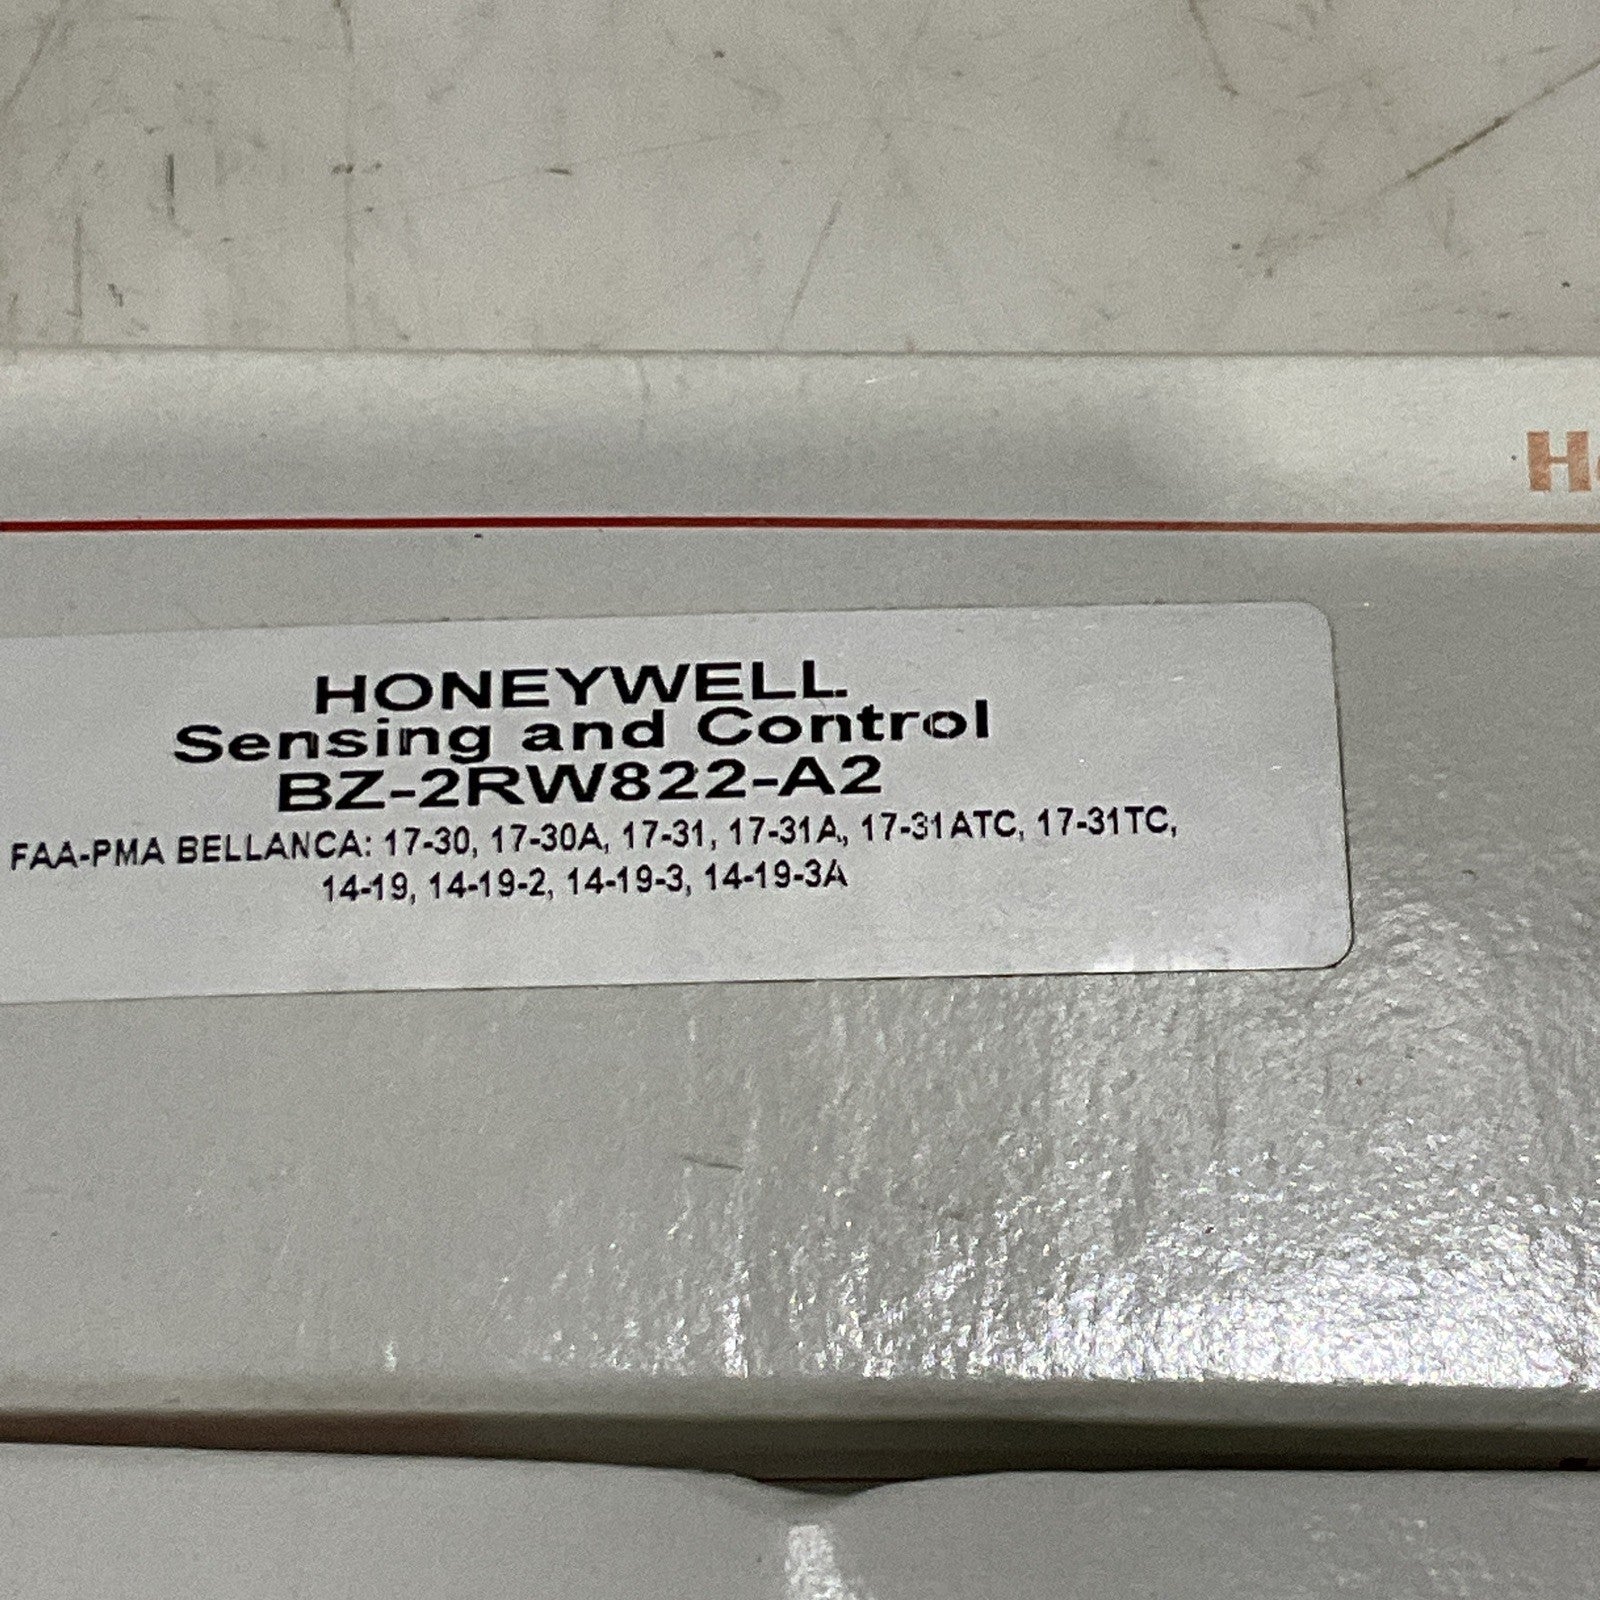 HONEYWELL
Sensing and Control
BZ-2RW822-A2
FAA-PMA BELLANCA: 17-30, 17-30A, 17-31, 17-31A, 17-31ATC, 17-31TC,
14-19, 14-19-2, 14-19-3, 14-19-3A